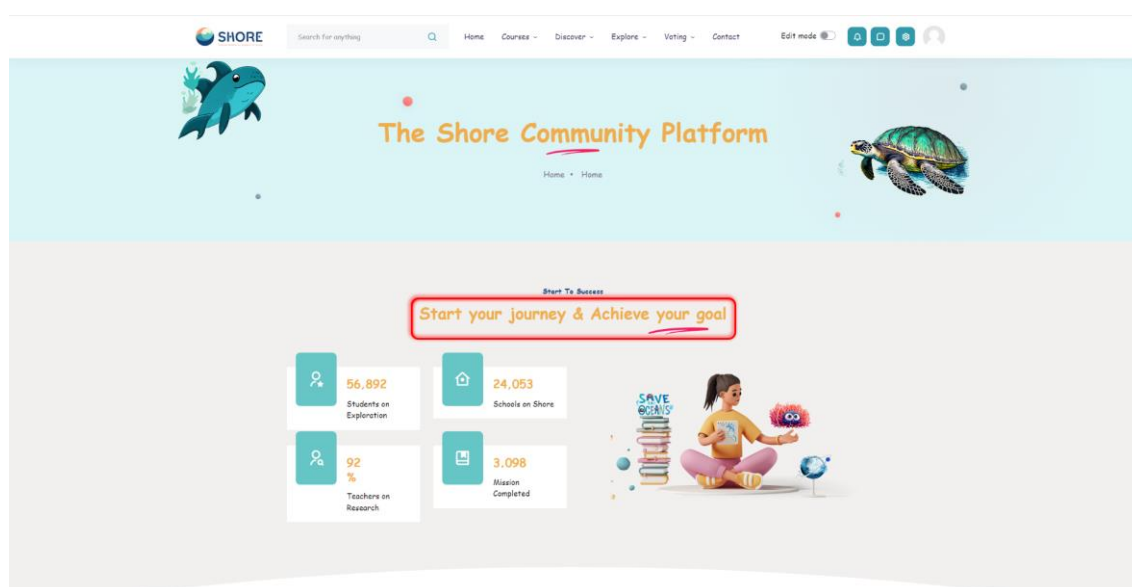 SHORE
Search for anything
Home Courses Discover Explore Voting Contact
Edit mode
The Shore Community Platform
Home • Home
Start To Success
Start your journey & Achieve your goal
56,892
Students on
Exploration
24,053
Schools on Shore
92
%
Teachers on
Research
3.098
Mission
Completed
SAVE
OCEANS